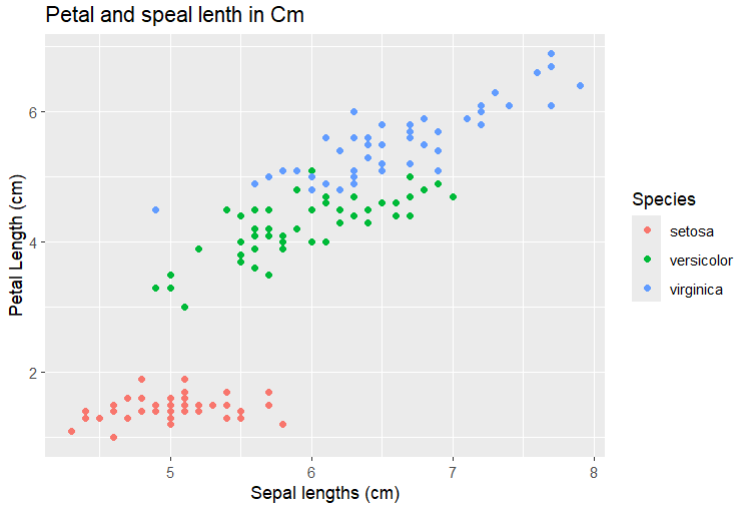 Petal and speal lenth in Cm
6
4
2
Petal Length (cm)
5 6 7 8
Sepal lengths (cm)
Species
setosa
versicolor
virginica